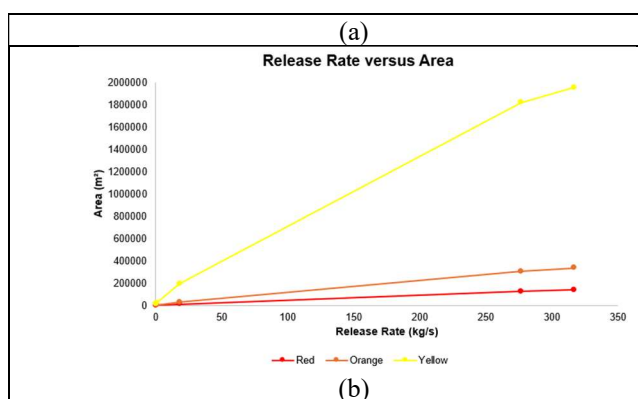 (a)
Release Rate versus Area
2000000
1800000
1600000
1400000
1200000
1000000
800000
600000
400000
200000
0
Area (m²)
0 50 100 150 200 250 300 350
Release Rate (kg/s)
Red Orange Yellow
(b)